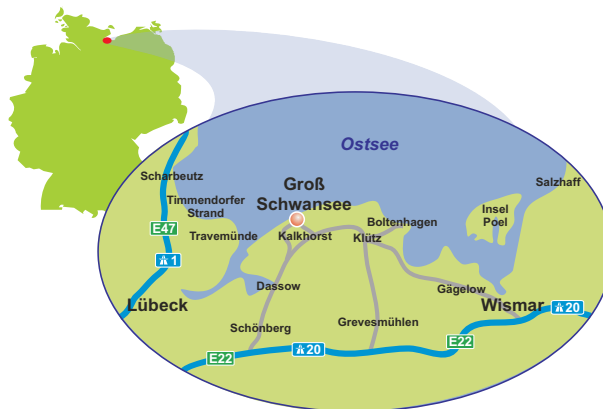 Ostsee
Scharbeutz
Salzhaff
Groß
Schwansee
Timmendorfer
Strand
Insel
Poel
E47
Travemünde
Kalkhorst
Boltenhagen
Klütz
1
Dassow
Gägelow
Lübeck
Wismar
20
Schönberg
Grevesmühlen
E22
20
E22